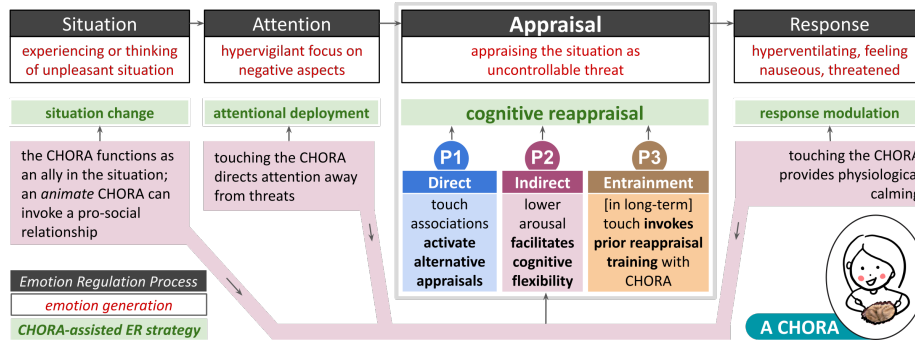 Situation
experiencing or thinking
of unpleasant situation
situation change
the CHORA functions as
an ally in the situation;
an animate CHORA can
invoke a pro-social
relationship
Attention
hypervigilant focus on
negative aspects
attentional deployment
touching the CHORA
directs attention away
from threats
Appraisal
appraising the situation as
uncontrollable threat
cognitive reappraisal
P1
Direct
touch
associations
activate
alternative
appraisals
P2
Indirect
lower
arousal
facilitates
cognitive
flexibility
P3
Entrainment
[in long-term]
touch invokes
prior reappraisal
training with
CHORA
Response
hyperventilating, feeling
nauseous, threatened
response modulation
touching the CHORA
provides physiological
calming
Emotion Regulation Process
emotion generation
CHORA-assisted ER strategy
A CHORA